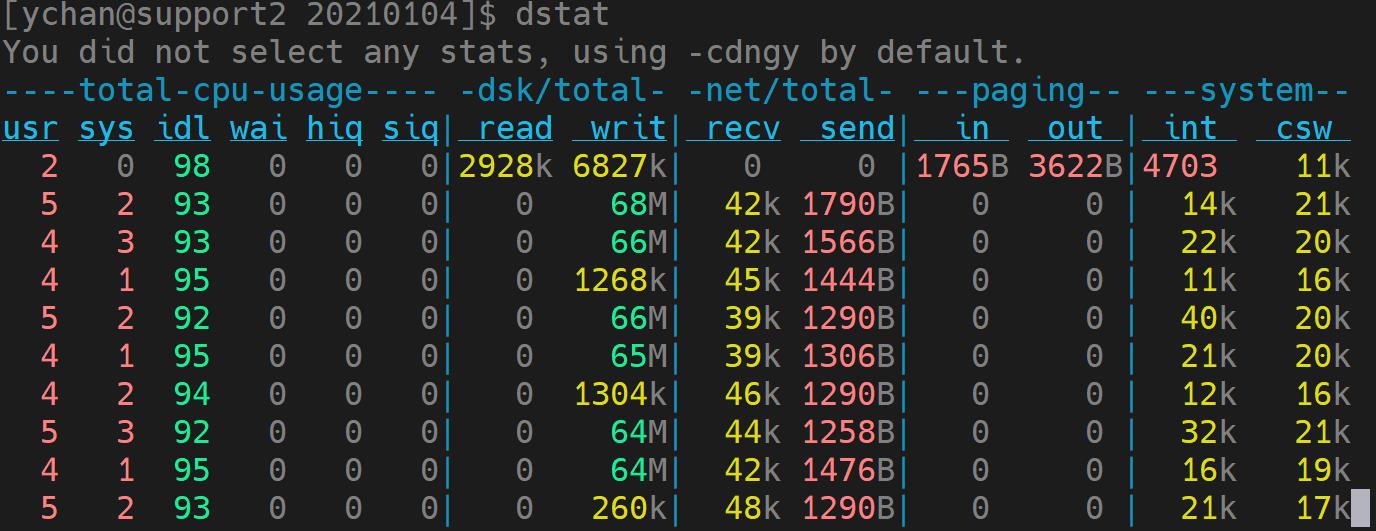 [ychan@support2 20210104]$ dstat
You did not select any stats, using -cdngy by default.
----total-cpu-usage---- -dsk/total- -net/total- ---paging-- ---system--
usr sys idl wai hiq siq| read  writ| recv  send|  in   out | int   csw
  2   0  98   0   0   0|2928k 6827k|   0     0 |1765B 3622B|4703    11k
  5   2  93   0   0   0|   0    68M|  42k 1790B|   0     0 |  14k   21k
  4   3  93   0   0   0|   0    66M|  42k 1566B|   0     0 |  22k   20k
  4   1  95   0   0   0|   0  1268k|  45k 1444B|   0     0 |  11k   16k
  5   2  92   0   0   0|   0    66M|  39k 1290B|   0     0 |  40k   20k
  4   1  95   0   0   0|   0    65M|  39k 1306B|   0     0 |  21k   20k
  4   2  94   0   0   0|   0  1304k|  46k 1290B|   0     0 |  12k   16k
  5   3  92   0   0   0|   0    64M|  44k 1258B|   0     0 |  32k   21k
  4   1  95   0   0   0|   0    64M|  42k 1476B|   0     0 |  16k   19k
  5   2  93   0   0   0|   0   260k|  48k 1290B|   0     0 |  21k   17k